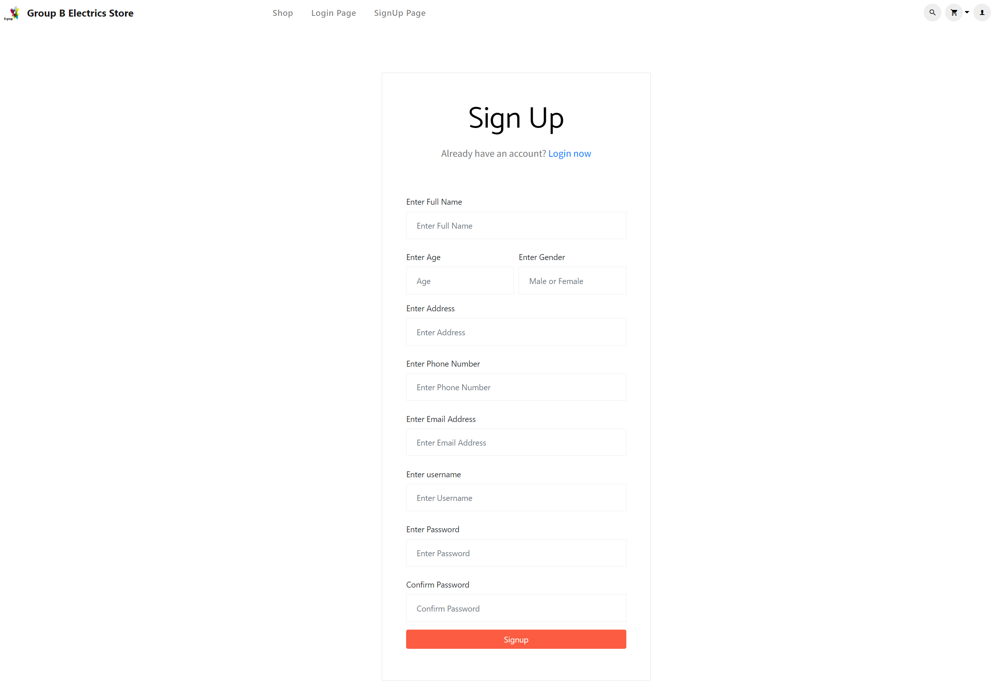 B-group
Group B Electrics Store
Shop
Login Page
SignUp Page
Sign Up
Already have an account? Login now
Enter Full Name
Enter Full Name
Enter Age
Enter Gender
Age
Male or Female
Enter Address
Enter Address
Enter Phone Number
Enter Phone Number
Enter Email Address
Enter Email Address
Enter username
Enter Username
Enter Password
Enter Password
Confirm Password
Confirm Password
Signup